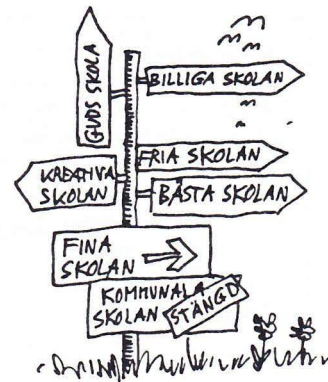 GUDS SKOLA
BILLIGA SKOLAN
FRIA SKOLAN
KREATIVA
SKOLAN
BÄSTA SKOLAN
FINA
SKOLAN
KOMMUNALA
SKOLAN
STÄNGD